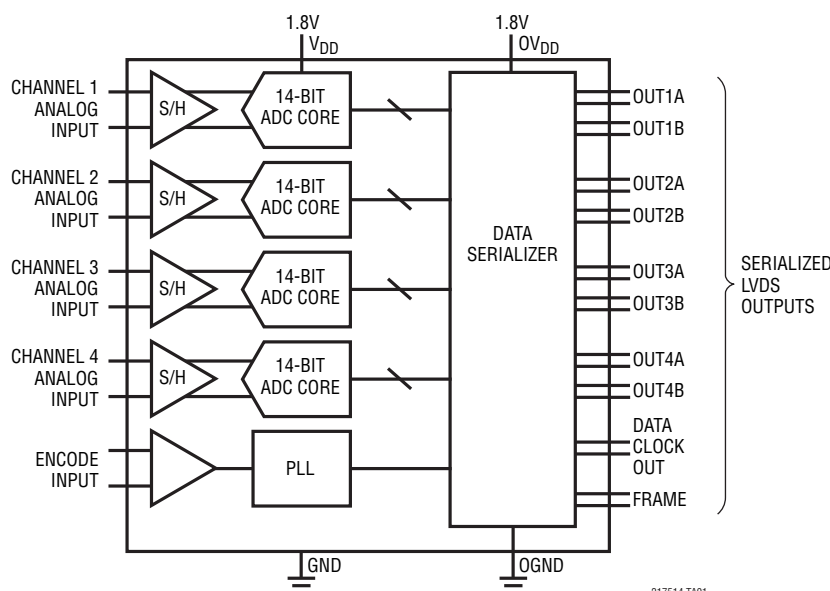 1.8V
VDD
1.8V
OVDD
CHANNEL 1
ANALOG
INPUT
S/H
14-BIT
ADC CORE
OUT1A
OUT1B
CHANNEL 2
ANALOG
INPUT
S/H
14-BIT
ADC CORE
OUT2A
OUT2B
DATA
SERIALIZER
CHANNEL 3
ANALOG
INPUT
S/H
14-BIT
ADC CORE
OUT3A
OUT3B
SERIALIZED
LVDS
OUTPUTS
CHANNEL 4
ANALOG
INPUT
S/H
14-BIT
ADC CORE
OUT4A
OUT4B
ENCODE
INPUT
PLL
DATA
CLOCK
OUT
FRAME
GND
OGND